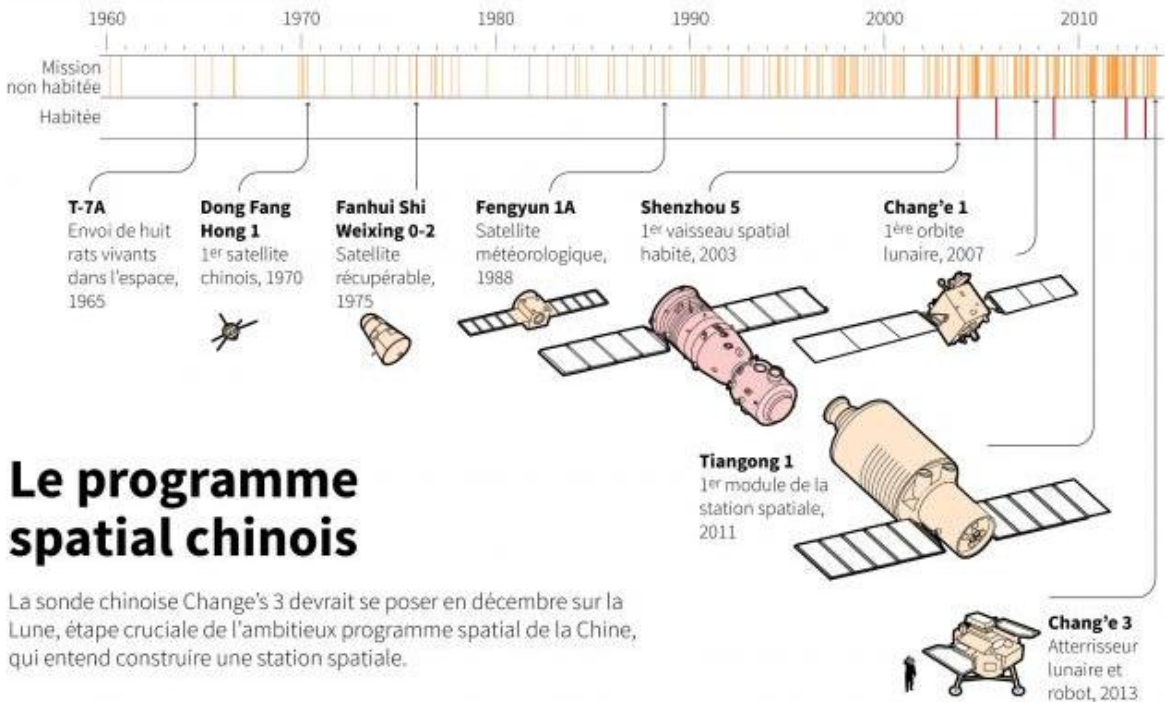 1960 1970 1980 1990 2000 2010
Mission
non habitée
Habitée
T-7A
Envoi de huit
rats vivants
dans l'espace,
1965
Dong Fang
Hong 1
1er satellite
chinois, 1970
Fanhui Shi
Weixing 0-2
Satellite
récupérable,
1975
Fengyun 1A
Satellite
météorologique,
1988
Shenzhou 5
1er vaisseau spatial
habité, 2003
Chang'e 1
1ère orbite
lunaire, 2007
Tiangong 1
1er module de la
station spatiale,
2011
Le programme
spatial chinois
La sonde chinoise Change's 3 devrait se poser en décembre sur la
Lune, étape cruciale de l'ambitieux programme spatial de la Chine,
qui entend construire une station spatiale.
Chang'e 3
Atterrisseur
lunaire et
robot, 2013